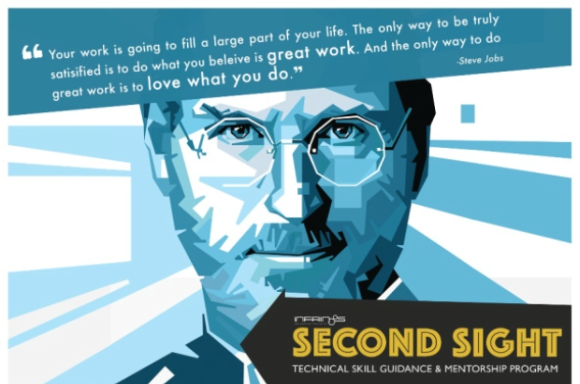 “Your work is going to fill a large part of your life. The only way to be truly
satisified is to do what you beleive is great work. And the only way to do
great work is to love what you do.”
-Steve Jobs
SECOND SIGHT
TECHNICAL SKILL GUIDANCE & MENTORSHIP PROGRAM